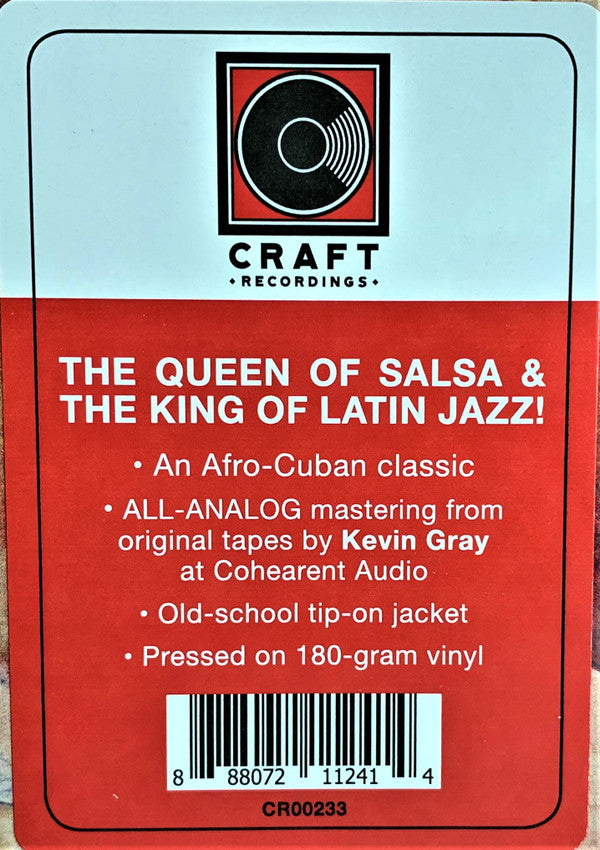 CRAFT
•RECORDINGS•
THE QUEEN OF SALSA &
THE KING OF LATIN JAZZ!
• An Afro-Cuban classic
• ALL-ANALOG mastering from
original tapes by Kevin Gray
at Cohearent Audio
• Old-school tip-on jacket
• Pressed on 180-gram vinyl
8 88072 11241 4
CR00233